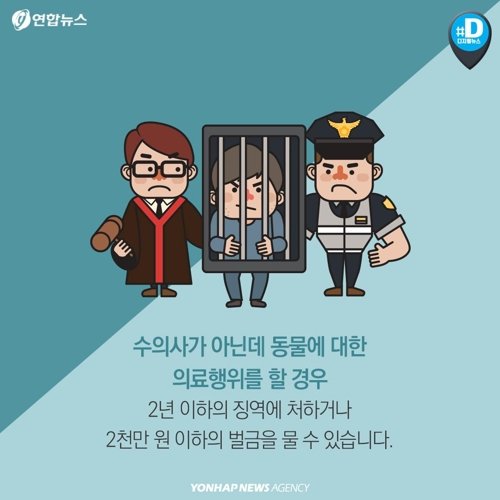 연합뉴스
#D
디지털뉴스
수의사가 아닌데 동물에 대한
의료행위를 할 경우
2년 이하의 징역에 처하거나
2천만 원 이하의 벌금을 물 수 있습니다.
YONHAP NEWS AGENCY